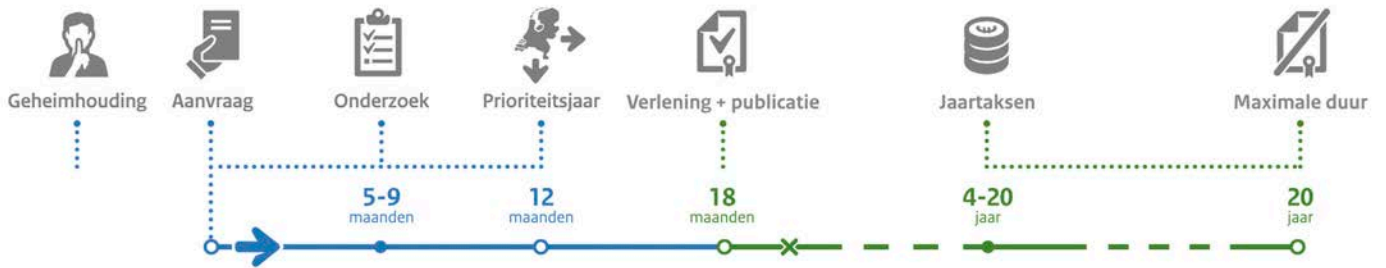 Geheimhouding
Aanvraag
Onderzoek
Prioriteitsjaar
Verlening + publicatie
Jaartaksen
Maximale duur
5-9
maanden
12
maanden
18
maanden
4-20
jaar
20
jaar